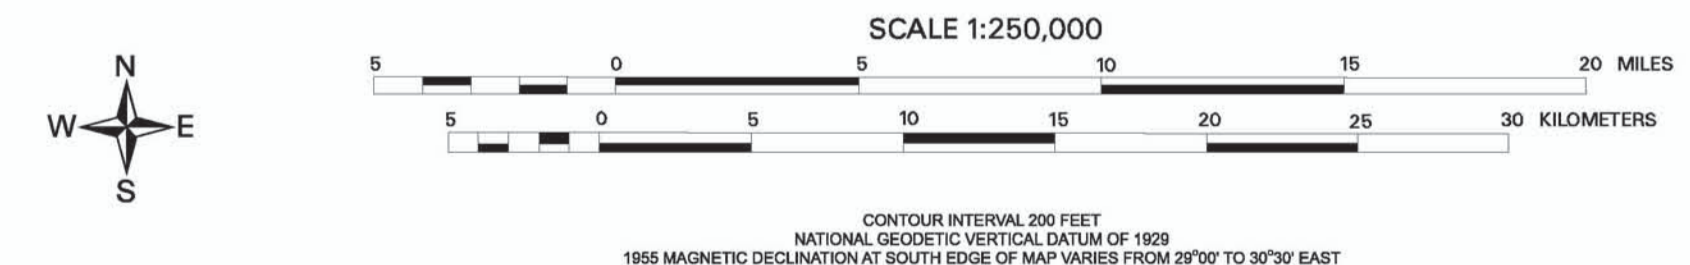 SCALE 1:250,000
N
W E
S
5 0 5 10 15 20 MILES
5 0 5 10 15 20 25 30 KILOMETERS
CONTOUR INTERVAL 200 FEET
NATIONAL GEODETIC VERTICAL DATUM OF 1929
1955 MAGNETIC DECLINATION AT SOUTH EDGE OF MAP VARIES FROM 29°00' TO 30°30' EAST